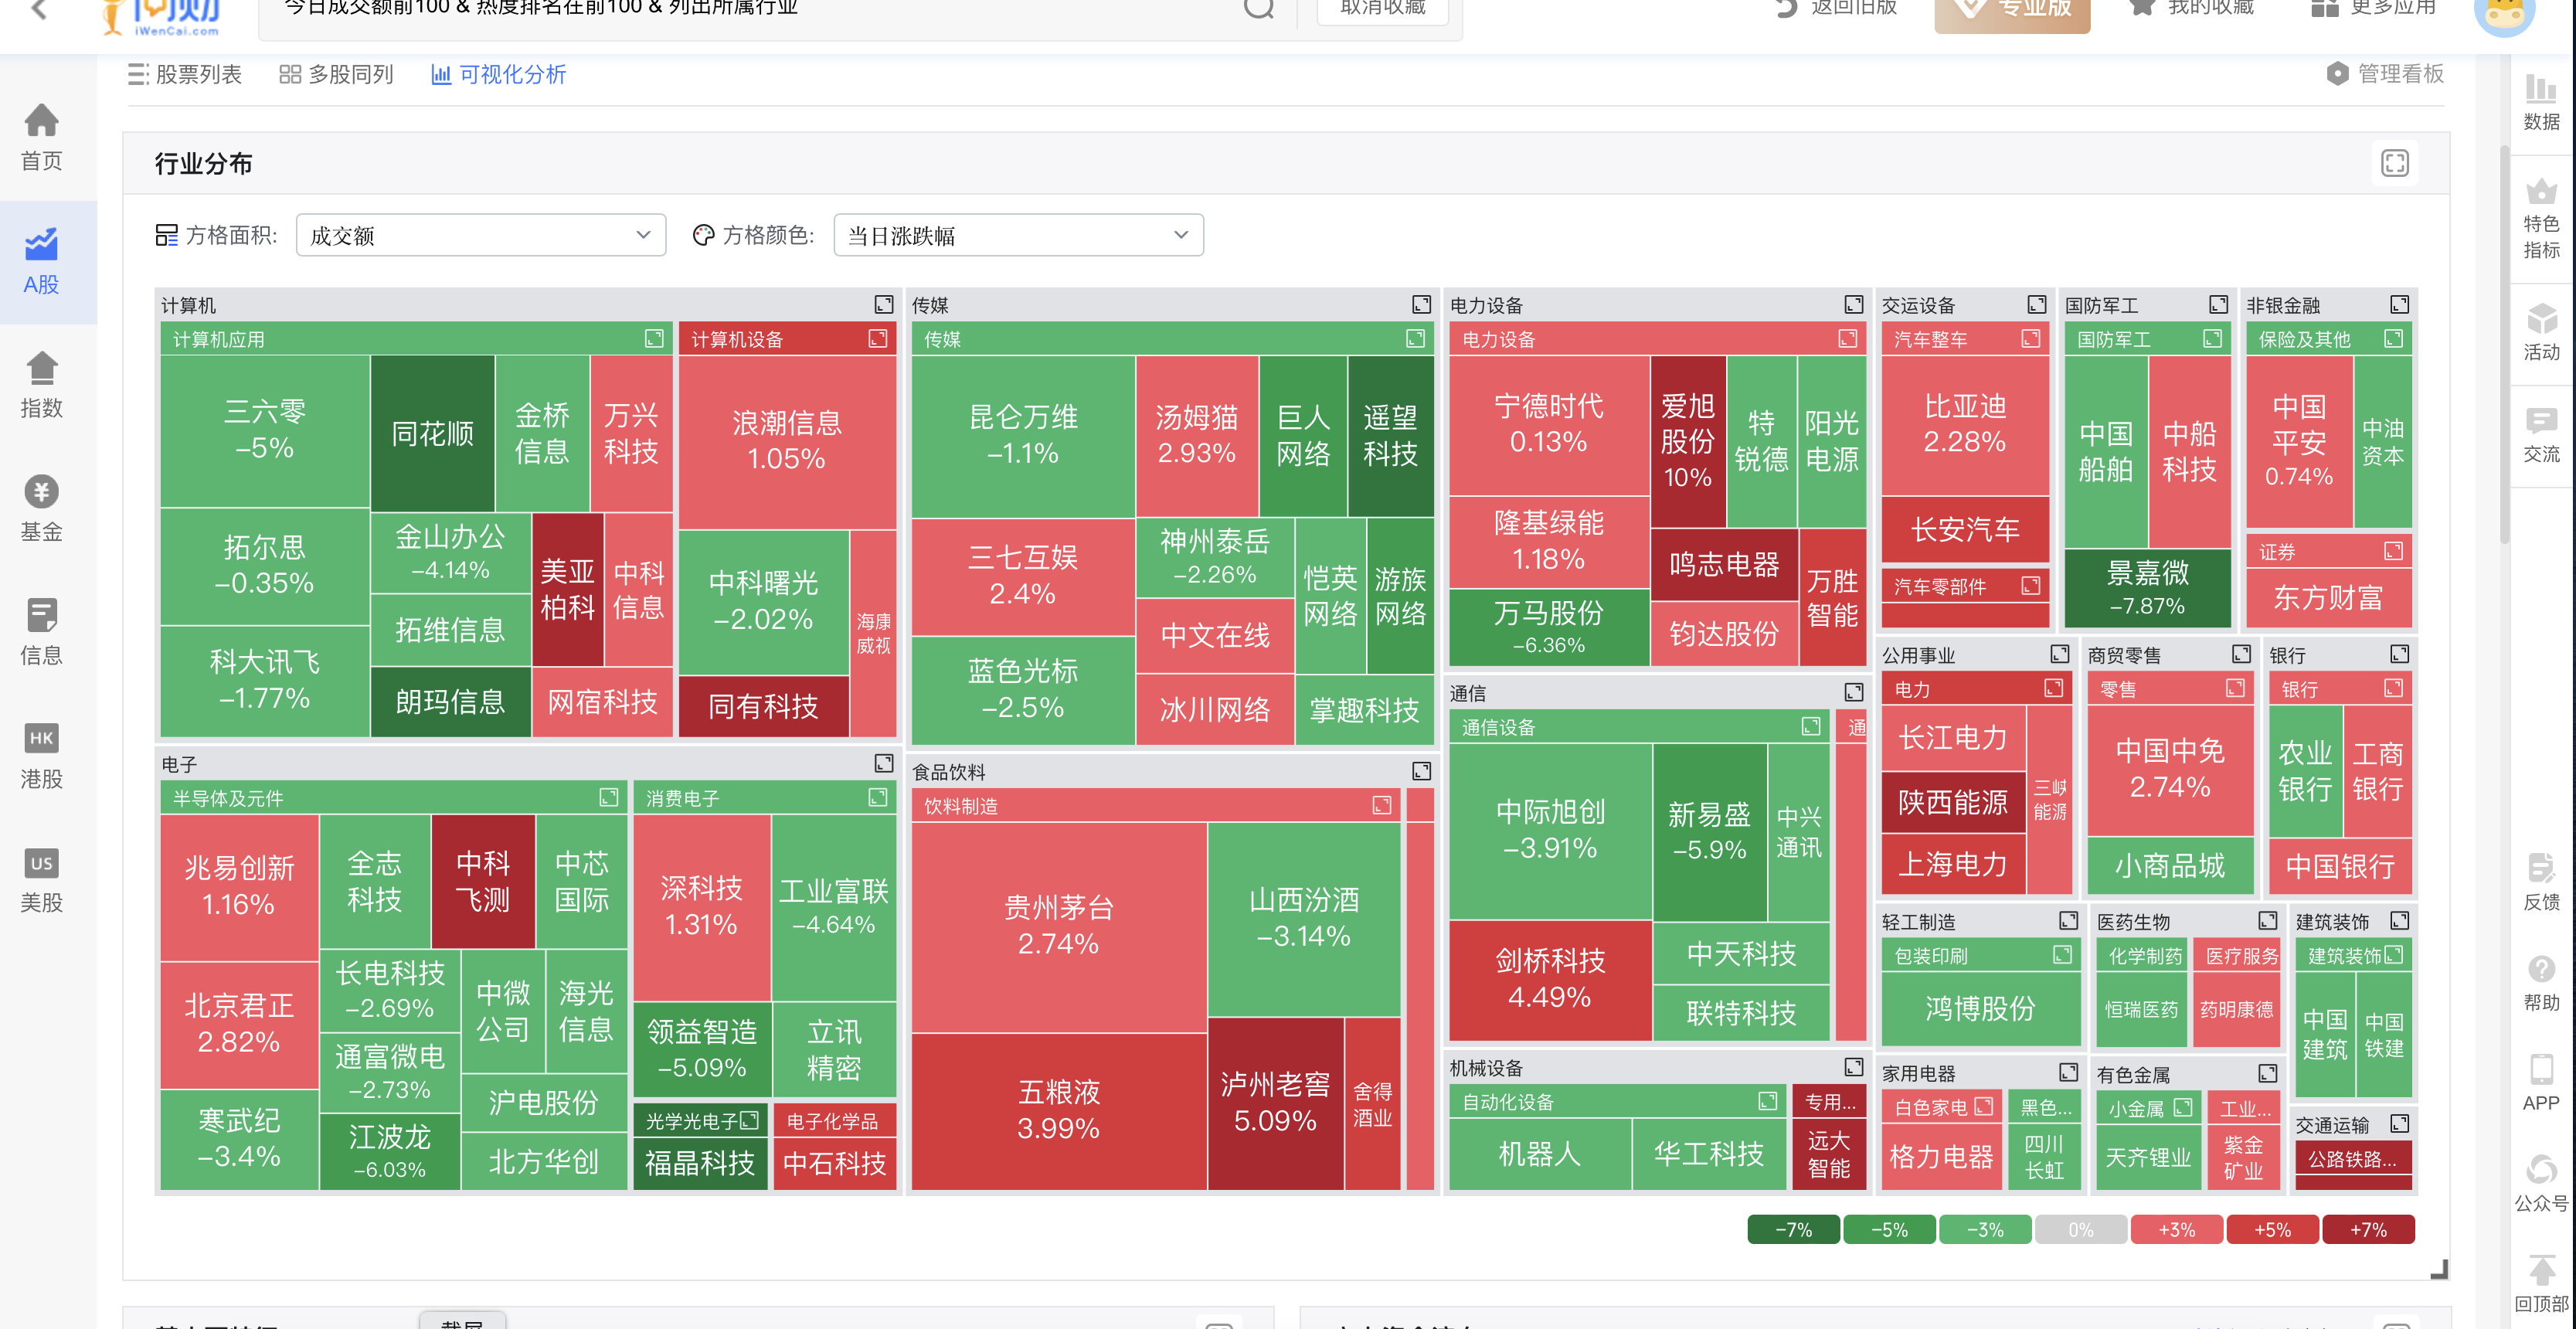 问财
iWenCai.com
今日成交额前100 & 热度排名在前100 & 列出所属行业
取消收藏
返回旧版
专业版
我的收藏
更多应用
股票列表
多股同列
可视化分析
管理看板
首页
A股
指数
基金
信息
HK
港股
US
美股
行业分布
方格面积:
成交额
方格颜色:
当日涨跌幅
计算机
计算机应用
三六零
-5%
同花顺
金桥
信息
万兴
科技
拓尔思
-0.35%
金山办公
-4.14%
美亚
柏科
中科
信息
拓维信息
科大讯飞
-1.77%
朗玛信息
网宿科技
计算机设备
浪潮信息
1.05%
中科曙光
-2.02%
海康
威视
同有科技
传媒
传媒
昆仑万维
-1.1%
汤姆猫
2.93%
巨人
网络
遥望
科技
三七互娱
2.4%
神州泰岳
-2.26%
恺英
网络
游族
网络
中文在线
蓝色光标
-2.5%
冰川网络
掌趣科技
电力设备
电力设备
宁德时代
0.13%
爱旭
股份
10%
特
锐德
阳光
电源
隆基绿能
1.18%
鸣志电器
万胜
智能
万马股份
-6.36%
钧达股份
交运设备
汽车整车
比亚迪
2.28%
长安汽车
汽车零部件
国防军工
国防军工
中国
船舶
中船
科技
景嘉微
-7.87%
非银金融
保险及其他
中国
平安
0.74%
中油
资本
证券
东方财富
电子
半导体及元件
兆易创新
1.16%
全志
科技
中科
飞测
中芯
国际
北京君正
2.82%
长电科技
-2.69%
中微
公司
海光
信息
通富微电
-2.73%
沪电股份
寒武纪
-3.4%
江波龙
-6.03%
北方华创
消费电子
深科技
1.31%
工业富联
-4.64%
领益智造
-5.09%
立讯
精密
光学光电子
福晶科技
电子化学品
中石科技
食品饮料
饮料制造
贵州茅台
2.74%
山西汾酒
-3.14%
五粮液
3.99%
泸州老窖
5.09%
舍得
酒业
通信
通信设备
通
中际旭创
-3.91%
新易盛
-5.9%
中兴
通讯
剑桥科技
4.49%
中天科技
联特科技
机械设备
自动化设备
机器人
华工科技
专用...
远大
智能
公用事业
电力
长江电力
三峡
能源
陕西能源
上海电力
商贸零售
零售
中国中免
2.74%
小商品城
银行
银行
农业
银行
工商
银行
中国银行
轻工制造
包装印刷
鸿博股份
医药生物
化学制药
恒瑞医药
医疗服务
药明康德
建筑装饰
建筑装饰
中国
建筑
中国
铁建
家用电器
白色家电
格力电器
黑色...
四川
长虹
有色金属
小金属
天齐锂业
工业...
紫金
矿业
交通运输
公路铁路...
-7%
-5%
-3%
0%
+3%
+5%
+7%
数据
特色
指标
活动
交流
反馈
帮助
APP
公众号
回顶部